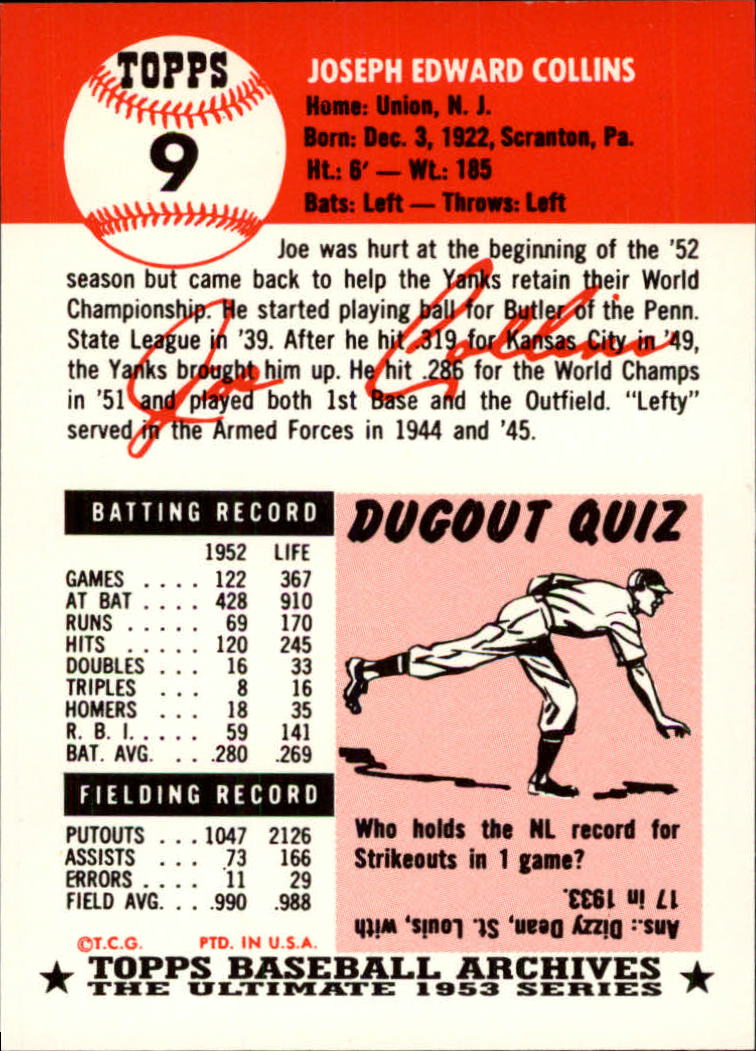 TOPPS
9
JOSEPH EDWARD COLLINS
Home: Union, N. J.
Born: Dec. 3, 1922, Scranton, Pa.
Ht.: 6' — Wt.: 185
Bats: Left — Throws: Left
Joe was hurt at the beginning of the '52
season but came back to help the Yanks retain their World
Championship. He started playing ball for Butler of the Penn.
State League in '39. After he hit .319 for Kansas City in '49,
the Yanks brought him up. He hit .286 for the World Champs
in '51 and played both 1st Base and the Outfield. "Lefty"
served in the Armed Forces in 1944 and '45.
Joe Collins
BATTING RECORD
1952 LIFE
GAMES . . . . 122 367
AT BAT . . . . 428 910
RUNS . . . . . 69 170
HITS . . . . . 120 245
DOUBLES . . . 16 33
TRIPLES . . . 8 16
HOMERS . . . 18 35
R. B. I. . . . . . 59 141
BAT. AVG. . . .280 .269
FIELDING RECORD
PUTOUTS . . . 1047 2126
ASSISTS . . . 73 166
ERRORS . . . . 11 29
FIELD AVG. . . .990 .988
©T.C.G. PTD. IN U.S.A.
DUGOUT QUIZ
Who holds the NL record for
Strikeouts in 1 game?
Ans.: Dizzy Dean, St. Louis, with
17 in 1933.
★ TOPPS BASEBALL ARCHIVES ★
THE ULTIMATE 1953 SERIES